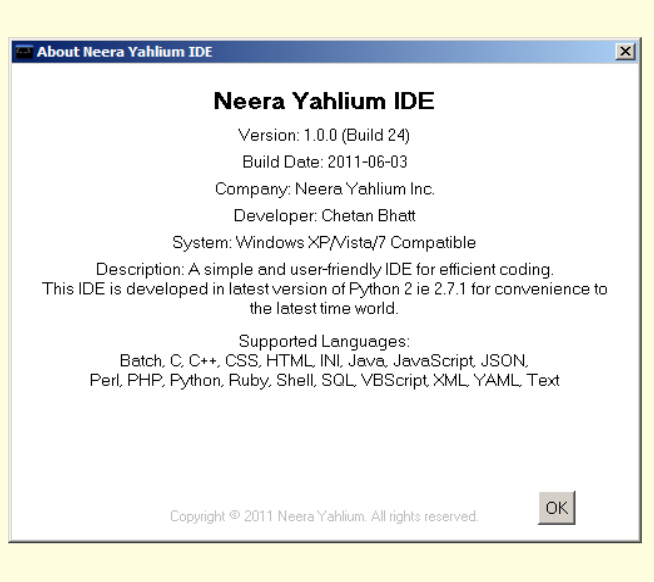 About Neera Yahlium IDE
Neera Yahlium IDE
Version: 1.0.0 (Build 24)
Build Date: 2011-06-03
Company: Neera Yahlium Inc.
Developer: Chetan Bhatt
System: Windows XP/Vista/7 Compatible
Description: A simple and user-friendly IDE for efficient coding.
This IDE is developed in latest version of Python 2 ie 2.7.1 for convenience to
the latest time world.
Supported Languages:
Batch, C, C++, CSS, HTML, INI, Java, JavaScript, JSON,
Perl, PHP, Python, Ruby, Shell, SQL, VBScript, XML, YAML, Text
Copyright © 2011 Neera Yahlium. All rights reserved.
OK